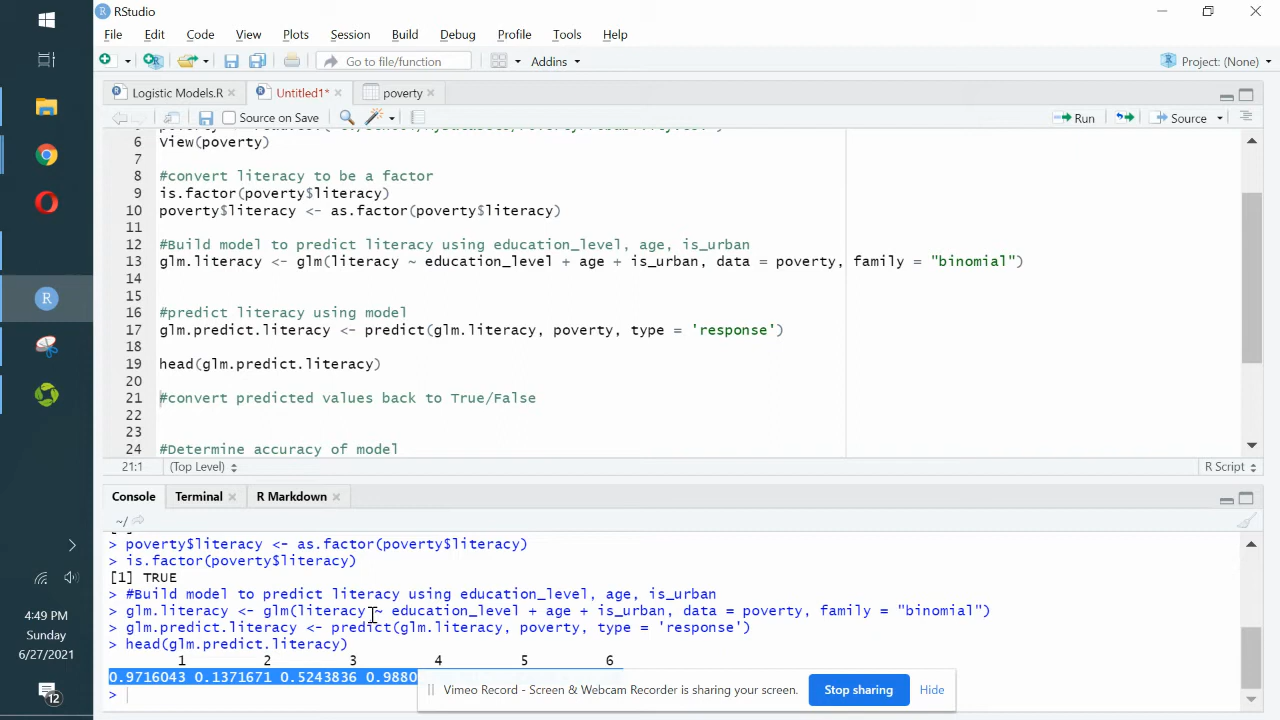 RStudio
File Edit Code View Plots Session Build Debug Profile Tools Help
Go to file/function Addins Project: (None)
Logistic Models.R Untitled1* poverty
Source on Save Run Source
6 View(poverty)
7
8 #convert literacy to be a factor
9 is.factor(poverty$literacy)
10 poverty$literacy <- as.factor(poverty$literacy)
11
12 #Build model to predict literacy using education_level, age, is_urban
13 glm.literacy <- glm(literacy ~ education_level + age + is_urban, data = poverty, family = "binomial")
14
15
16 #predict literacy using model
17 glm.predict.literacy <- predict(glm.literacy, poverty, type = 'response')
18
19 head(glm.predict.literacy)
20
21 #convert predicted values back to True/False
22
23
24 #Determine accuracy of model
21:1 (Top Level) R Script
Console Terminal R Markdown
~/
> poverty$literacy <- as.factor(poverty$literacy)
> is.factor(poverty$literacy)
[1] TRUE
> #Build model to predict literacy using education_level, age, is_urban
> glm.literacy <- glm(literacy ~ education_level + age + is_urban, data = poverty, family = "binomial")
> glm.predict.literacy <- predict(glm.literacy, poverty, type = 'response')
> head(glm.predict.literacy)
1 2 3 4 5 6
0.9716043 0.1371671 0.5243836 0.9880
>
Vimeo Record - Screen & Webcam Recorder is sharing your screen. Stop sharing Hide
4:49 PM
Sunday
6/27/2021
12